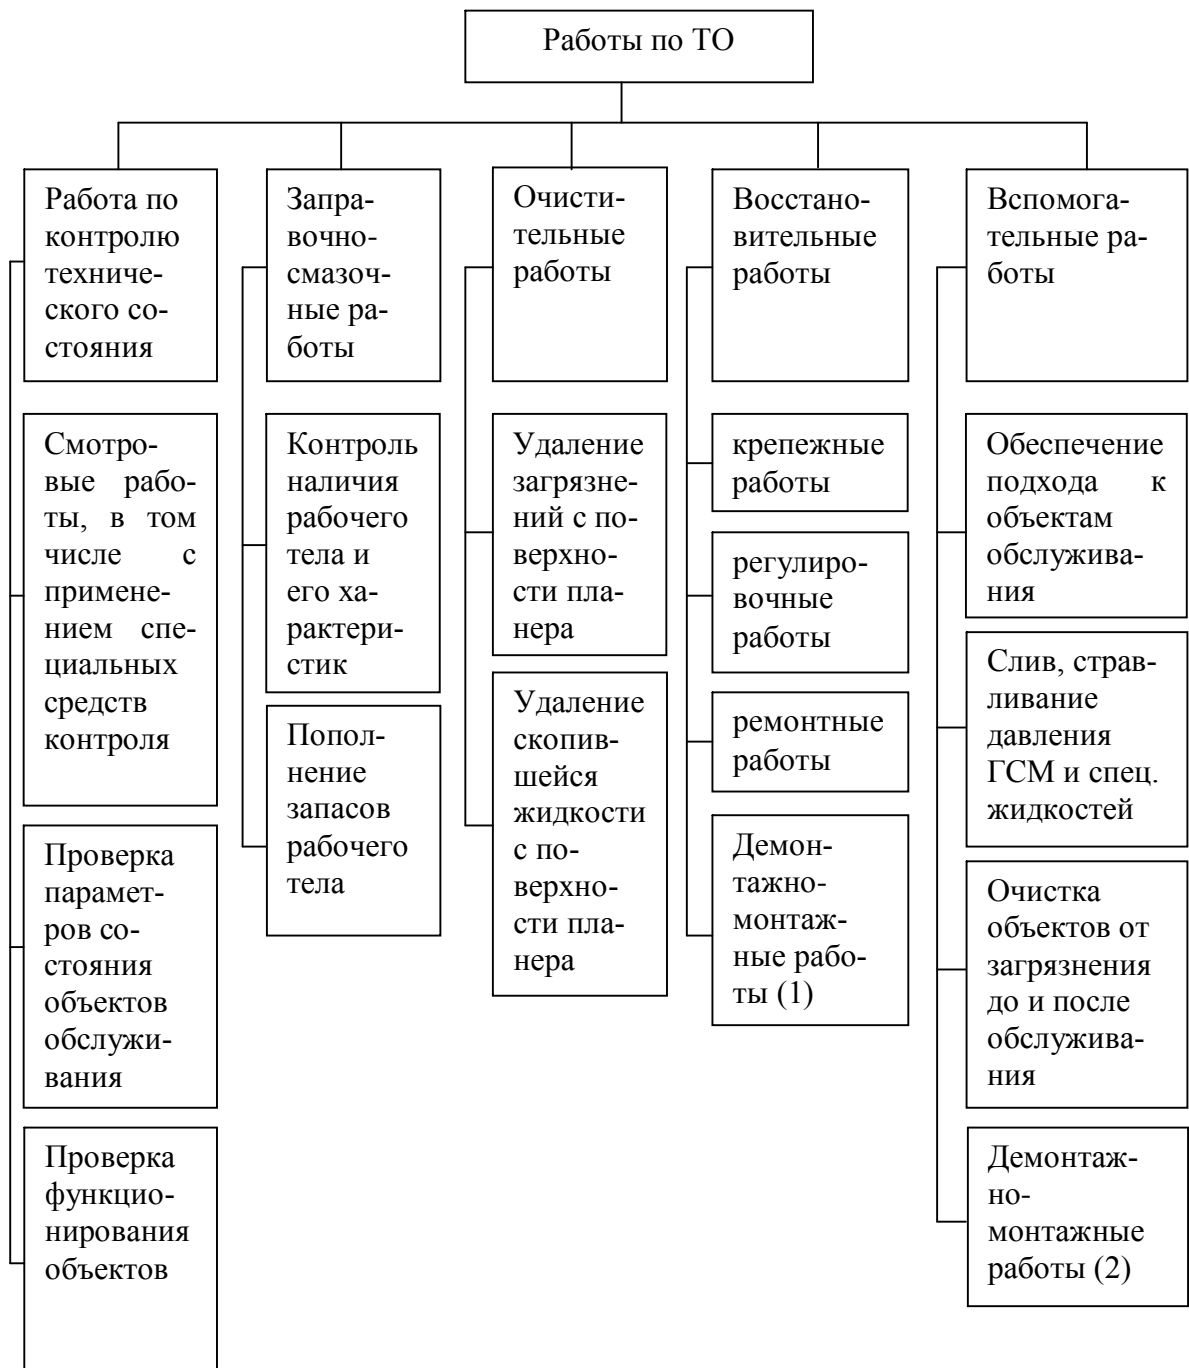 Работы по ТО
Работа по
контролю
техниче-
ского со-
стояния
Смотро-
вые рабо-
ты, в том
числе с
примене-
нием спе-
циальных
средств
контроля
Проверка
парамет-
ров со-
стояния
объектов
обслужи-
вания
Проверка
функцио-
нирования
объектов
Запра-
вочно-
смазоч-
ные ра-
боты
Контроль
наличия
рабочего
тела и
его ха-
рактери-
стик
Попол-
нение
запасов
рабочего
тела
Очисти-
тельные
работы
Удаление
загрязне-
ний с по-
верхно-
сти пла-
нера
Удаление
скопив-
шейся
жидкости
с по-
верхно-
сти пла-
нера
Восстано-
вительные
работы
крепежные
работы
регулиро-
вочные
работы
ремонтные
работы
Демон-
тажно-
монтаж-
ные рабо-
ты (1)
Вспомога-
тельные ра-
боты
Обеспечение
подхода к
объектам
обслужива-
ния
Слив, страв-
ливание
давления
ГСМ и спец.
жидкостей
Очистка
объектов от
загрязнения
до и после
обслужива-
ния
Демонтаж-
но-
монтажные
работы (2)